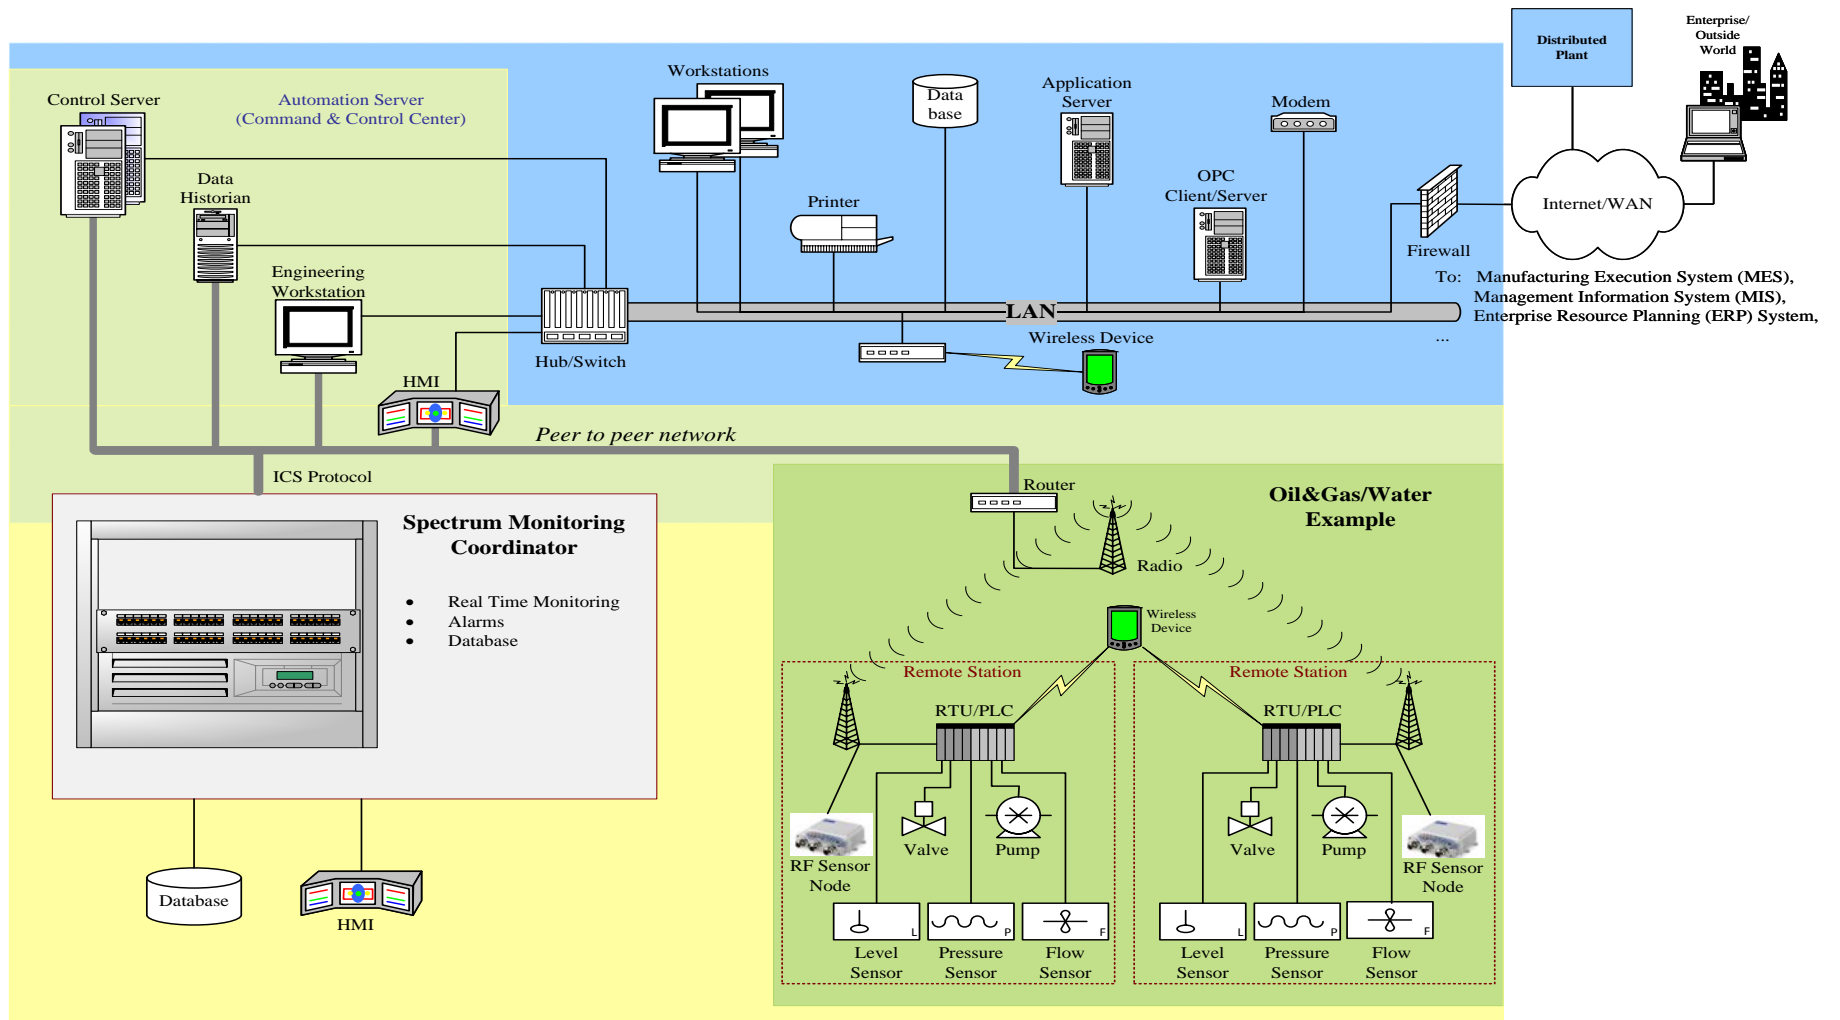 Enterprise/
Outside
World
Distributed
Plant
Workstations
Control Server
Automation Server
(Command & Control Center)
Data
base
Application
Server
Modem
Data
Historian
OPC
Client/Server
Printer
Internet/WAN
Firewall
Engineering
Workstation
To: Manufacturing Execution System (MES),
Management Information System (MIS),
Enterprise Resource Planning (ERP) System,
...
LAN
Hub/Switch
Wireless Device
HMI
Peer to peer network
ICS Protocol
Router
Oil&Gas/Water
Example
Spectrum Monitoring
Coordinator
• Real Time Monitoring
• Alarms
• Database
Radio
Wireless
Device
Remote Station
Remote Station
RTU/PLC
RTU/PLC
Valve
Pump
Valve
Pump
RF Sensor
Node
RF Sensor
Node
Database
HMI
L
P
F
L
P
F
Level
Sensor
Pressure
Sensor
Flow
Sensor
Level
Sensor
Pressure
Sensor
Flow
Sensor